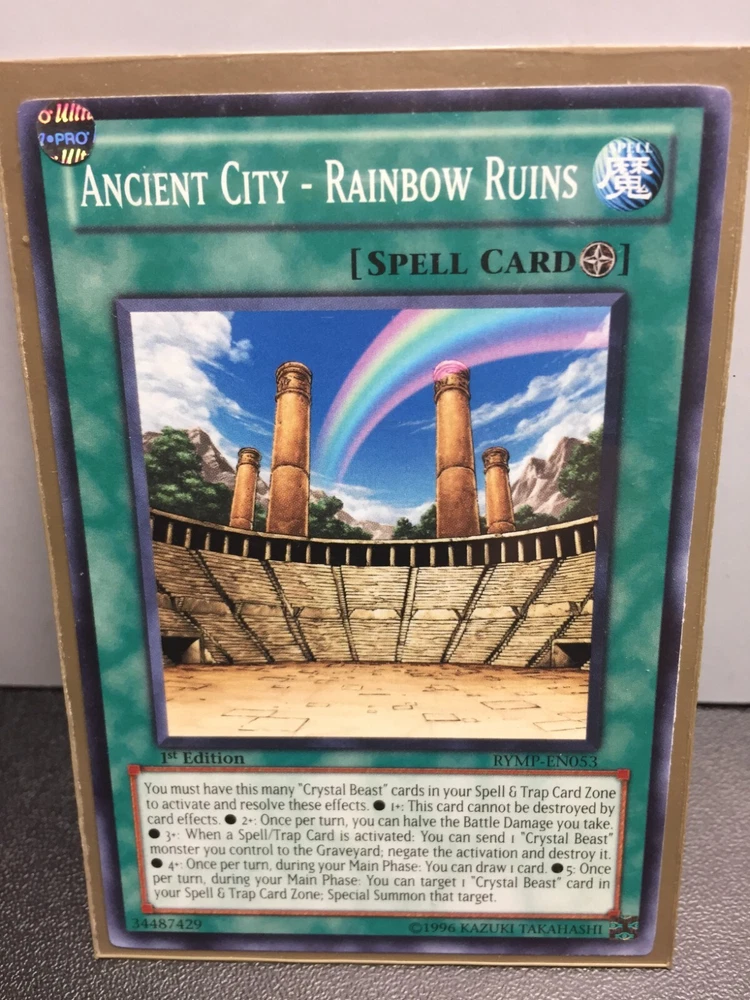 Ultra
PRO
SPELL
魔
ANCIENT CITY - RAINBOW RUINS
[SPELL CARD]
1st Edition
RYMP-EN053
You must have this many "Crystal Beast" cards in your Spell & Trap Card Zone
to activate and resolve these effects. ● 1+: This card cannot be destroyed by
card effects. ● 2+: Once per turn, you can halve the Battle Damage you take.
● 3+: When a Spell/Trap Card is activated: You can send 1 "Crystal Beast"
monster you control to the Graveyard; negate the activation and destroy it.
● 4+: Once per turn, during your Main Phase: You can draw 1 card. ● 5: Once
per turn, during your Main Phase: You can target 1 "Crystal Beast" card in
your Spell & Trap Card Zone; Special Summon that target.
34487429
©1996 KAZUKI TAKAHASHI